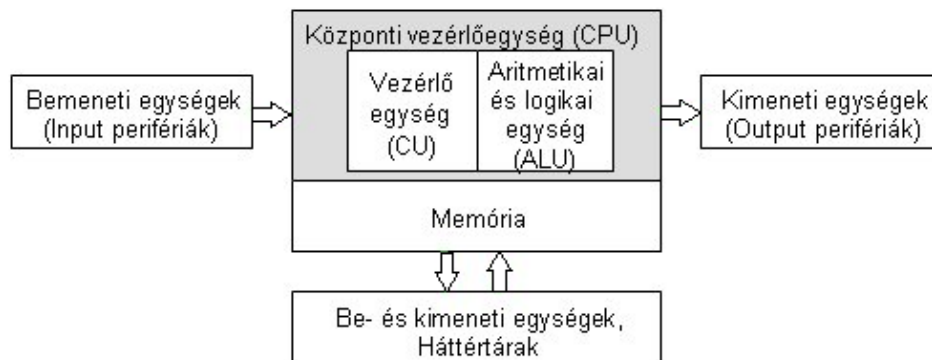 Központi vezérlőegység (CPU)
Vezérlő
egység
(CU)
Aritmetikai
és logikai
egység
(ALU)
Bemeneti egységek
(Input perifériák)
Kimeneti egységek
(Output perifériák)
Memória
Be- és kimeneti egységek,
Háttértárak